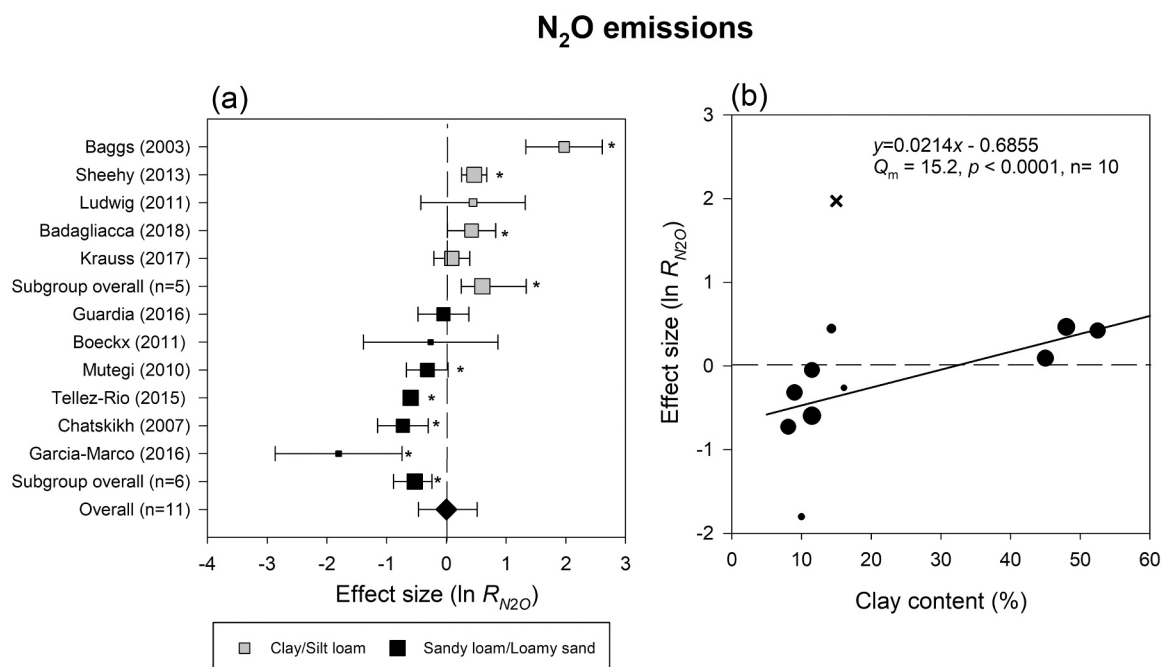 N₂O emissions
(a)
Baggs (2003)
*
Sheehy (2013)
*
Ludwig (2011)
Badagliacca (2018)
*
Krauss (2017)
Subgroup overall (n=5)
*
Guardia (2016)
Boeckx (2011)
Mutegi (2010)
*
Tellez-Rio (2015)
*
Chatskikh (2007)
*
Garcia-Marco (2016)
*
Subgroup overall (n=6)
*
Overall (n=11)
-4 -3 -2 -1 0 1 2 3
Effect size (ln R_N2O)
Clay/Silt loam Sandy loam/Loamy sand
(b)
y=0.0214x - 0.6855
Qₘ = 15.2, p < 0.0001, n= 10
3
2
1
0
-1
-2
Effect size (ln R_N2O)
0 10 20 30 40 50 60
Clay content (%)